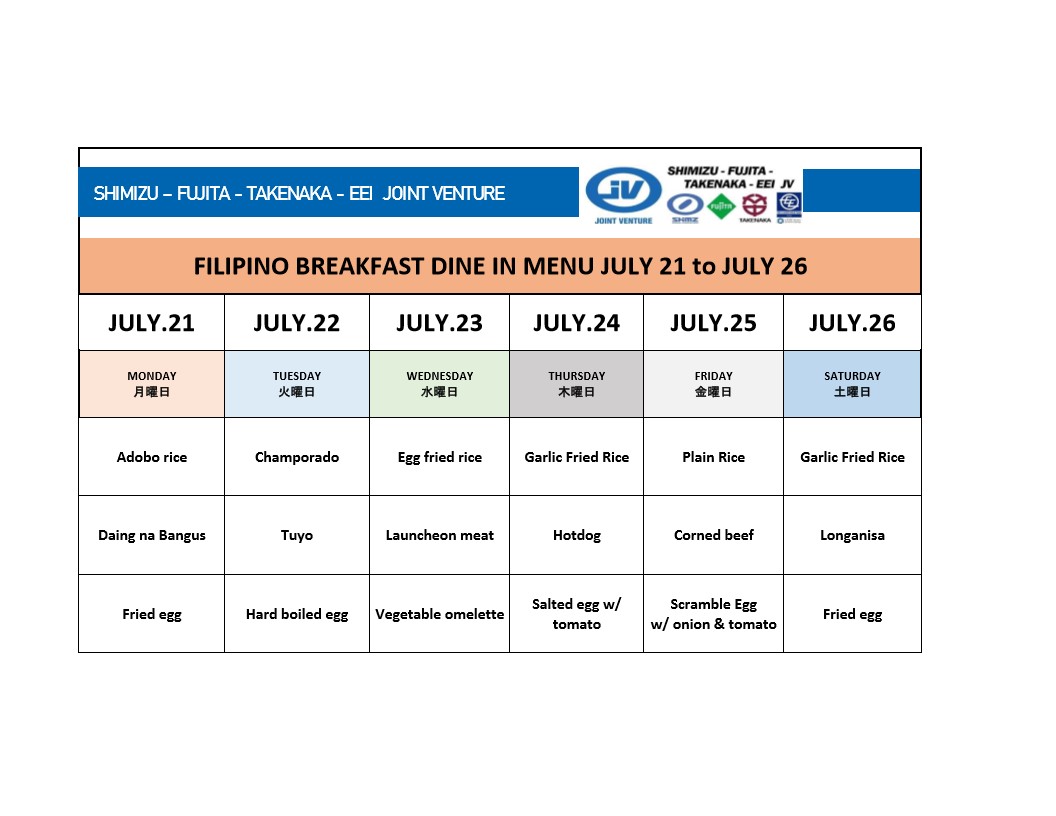 SHIMIZU – FUJITA - TAKENAKA - EEI JOINT VENTURE
JV
JOINT VENTURE
SHIMIZU - FUJITA -
TAKENAKA - EEI JV
SHIMZ
FUJITA
TAKENAKA
FILIPINO BREAKFAST DINE IN MENU JULY 21 to JULY 26
JULY.21 JULY.22 JULY.23 JULY.24 JULY.25 JULY.26
MONDAY TUESDAY WEDNESDAY THURSDAY FRIDAY SATURDAY
月曜日 火曜日 水曜日 木曜日 金曜日 土曜日
Adobo rice Champorado Egg fried rice Garlic Fried Rice Plain Rice Garlic Fried Rice
Daing na Bangus Tuyo Launcheon meat Hotdog Corned beef Longanisa
Fried egg Hard boiled egg Vegetable omelette Salted egg w/ tomato Scramble Egg w/ onion & tomato Fried egg